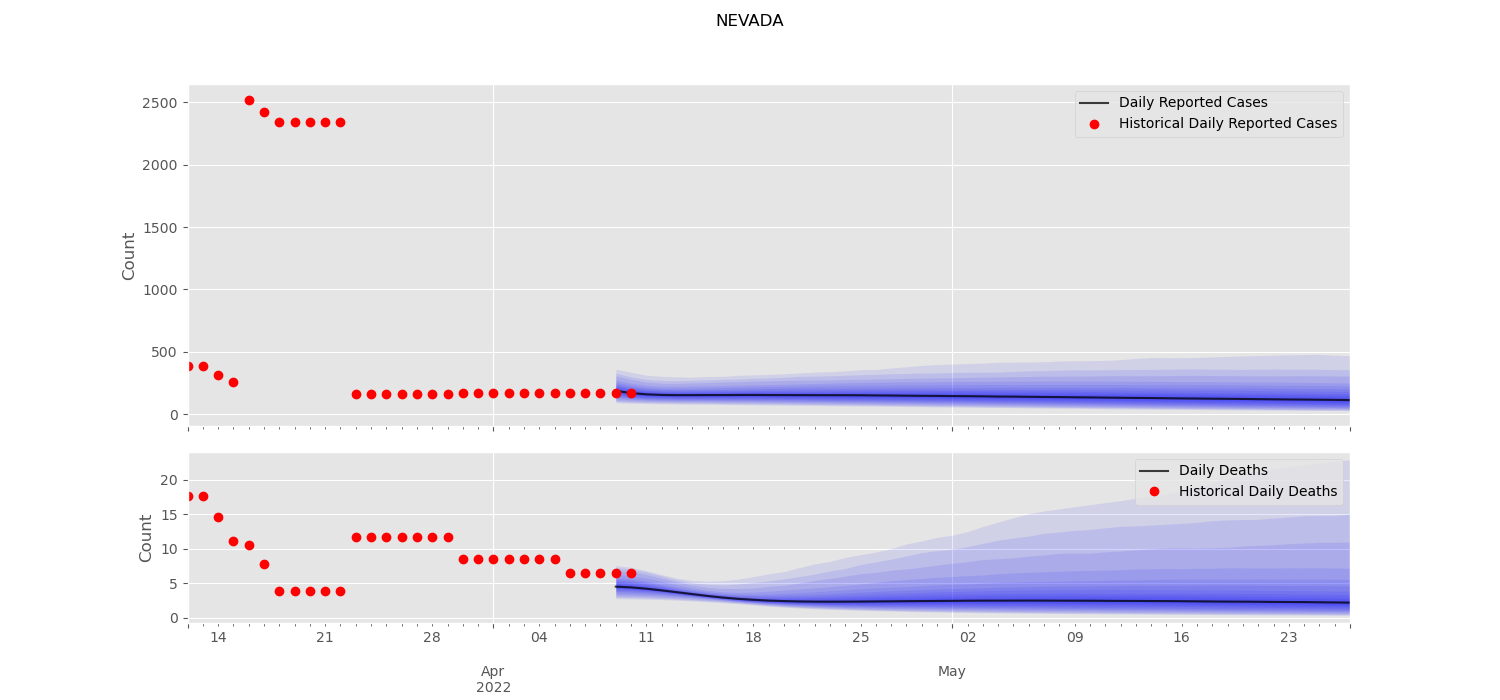 NEVADA
Daily Reported Cases
Historical Daily Reported Cases
2500
2000
1500
1000
500
0
Count
Daily Deaths
Historical Daily Deaths
20
15
10
5
0
Count
14 21 28 04 11 18 25 02 09 16 23
Apr May
2022